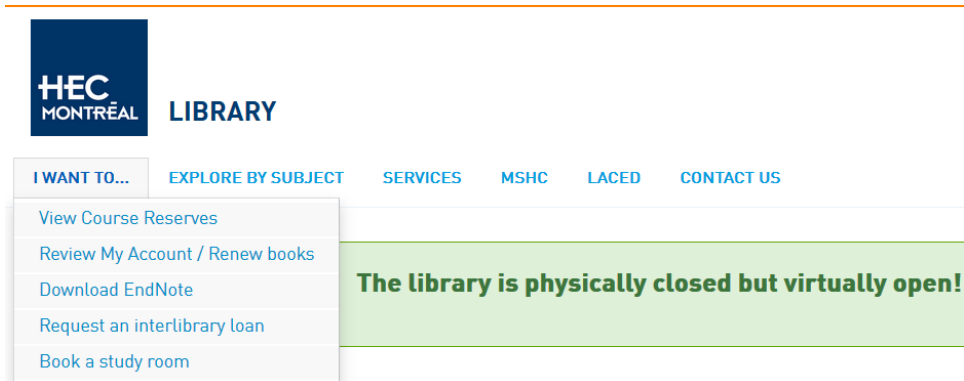 HEC
MONTRĒAL
LIBRARY
I WANT TO... EXPLORE BY SUBJECT SERVICES MSHC LACED CONTACT US
View Course Reserves
Review My Account / Renew books
Download EndNote
Request an interlibrary loan
Book a study room
The library is physically closed but virtually open!